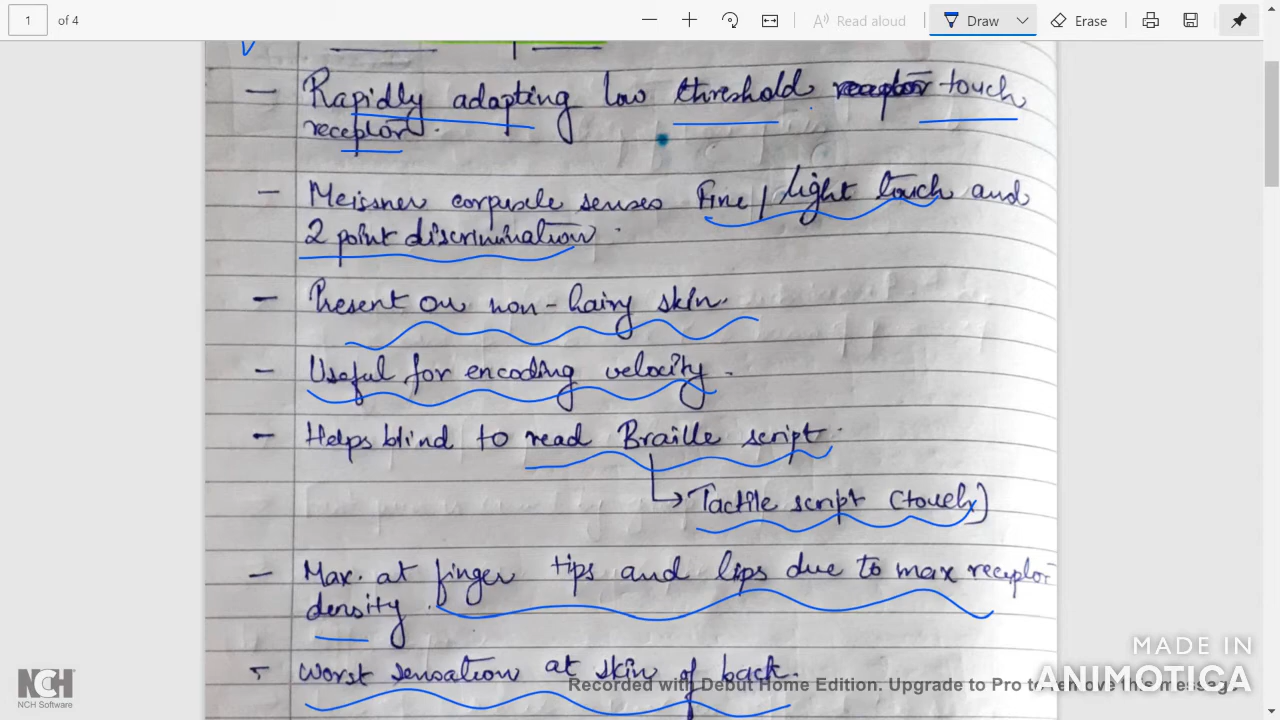 1 of 4 Read aloud Draw Erase
- Rapidly adapting low threshold receptor touch
receptor.
- Meissner corpuscle senses Fine / light touch and
2 point discrimination.
- Present on non-hairy skin.
- Useful for encoding velocity.
- Helps blind to read Braille script.
→ Tactile script (touch)
- Max. at finger tips and lips due to max receptor
density.
- Worst sensation at skin of back.
MADE IN
ANIMOTICA
Recorded with Debut Home Edition. Upgrade to Pro to remove this message.
NCH
NCH Software